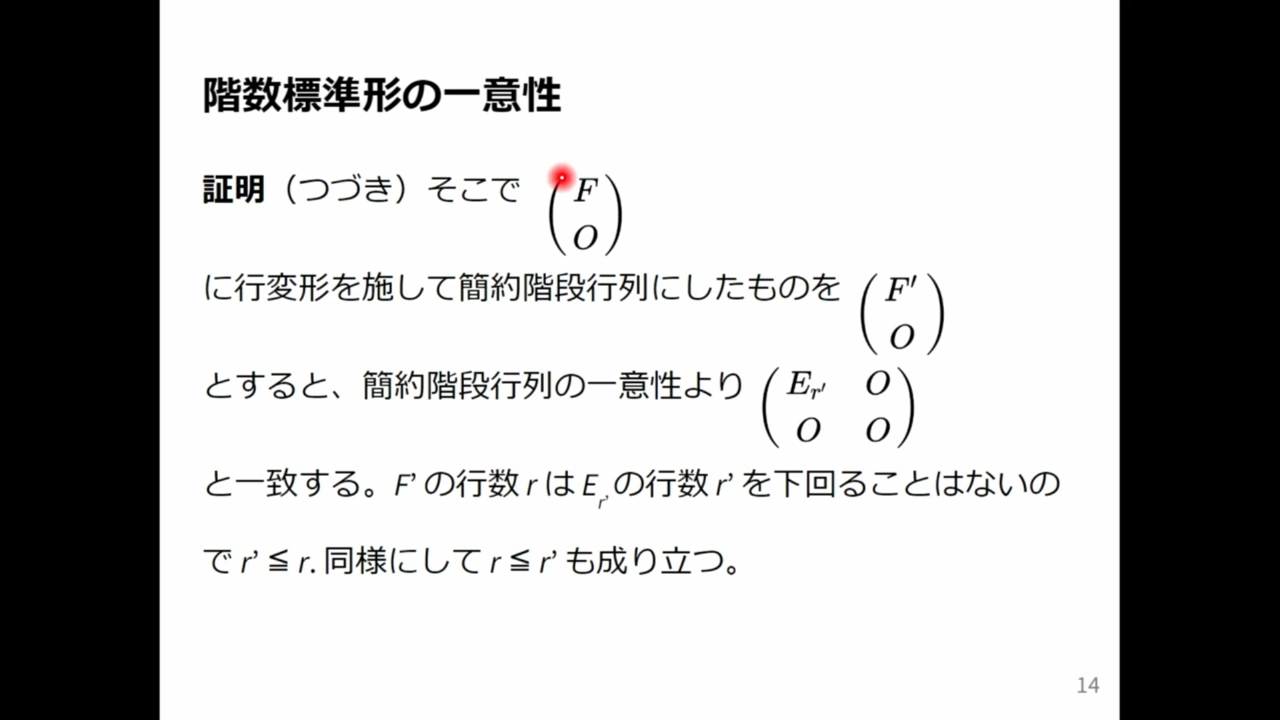 階数標準形の一意性
証明（つづき）そこで $\begin{pmatrix} F \\ O \end{pmatrix}$
に行変形を施して簡約階段行列にしたものを $\begin{pmatrix} F' \\ O \end{pmatrix}$
とすると、簡約階段行列の一意性より $\begin{pmatrix} E_{r'} & O \\ O & O \end{pmatrix}$
と一致する。F’ の行数 r は E_{r’} の行数 r’ を下回ることはないの
で r’ ≦ r. 同様にして r ≦ r’ も成り立つ。
14